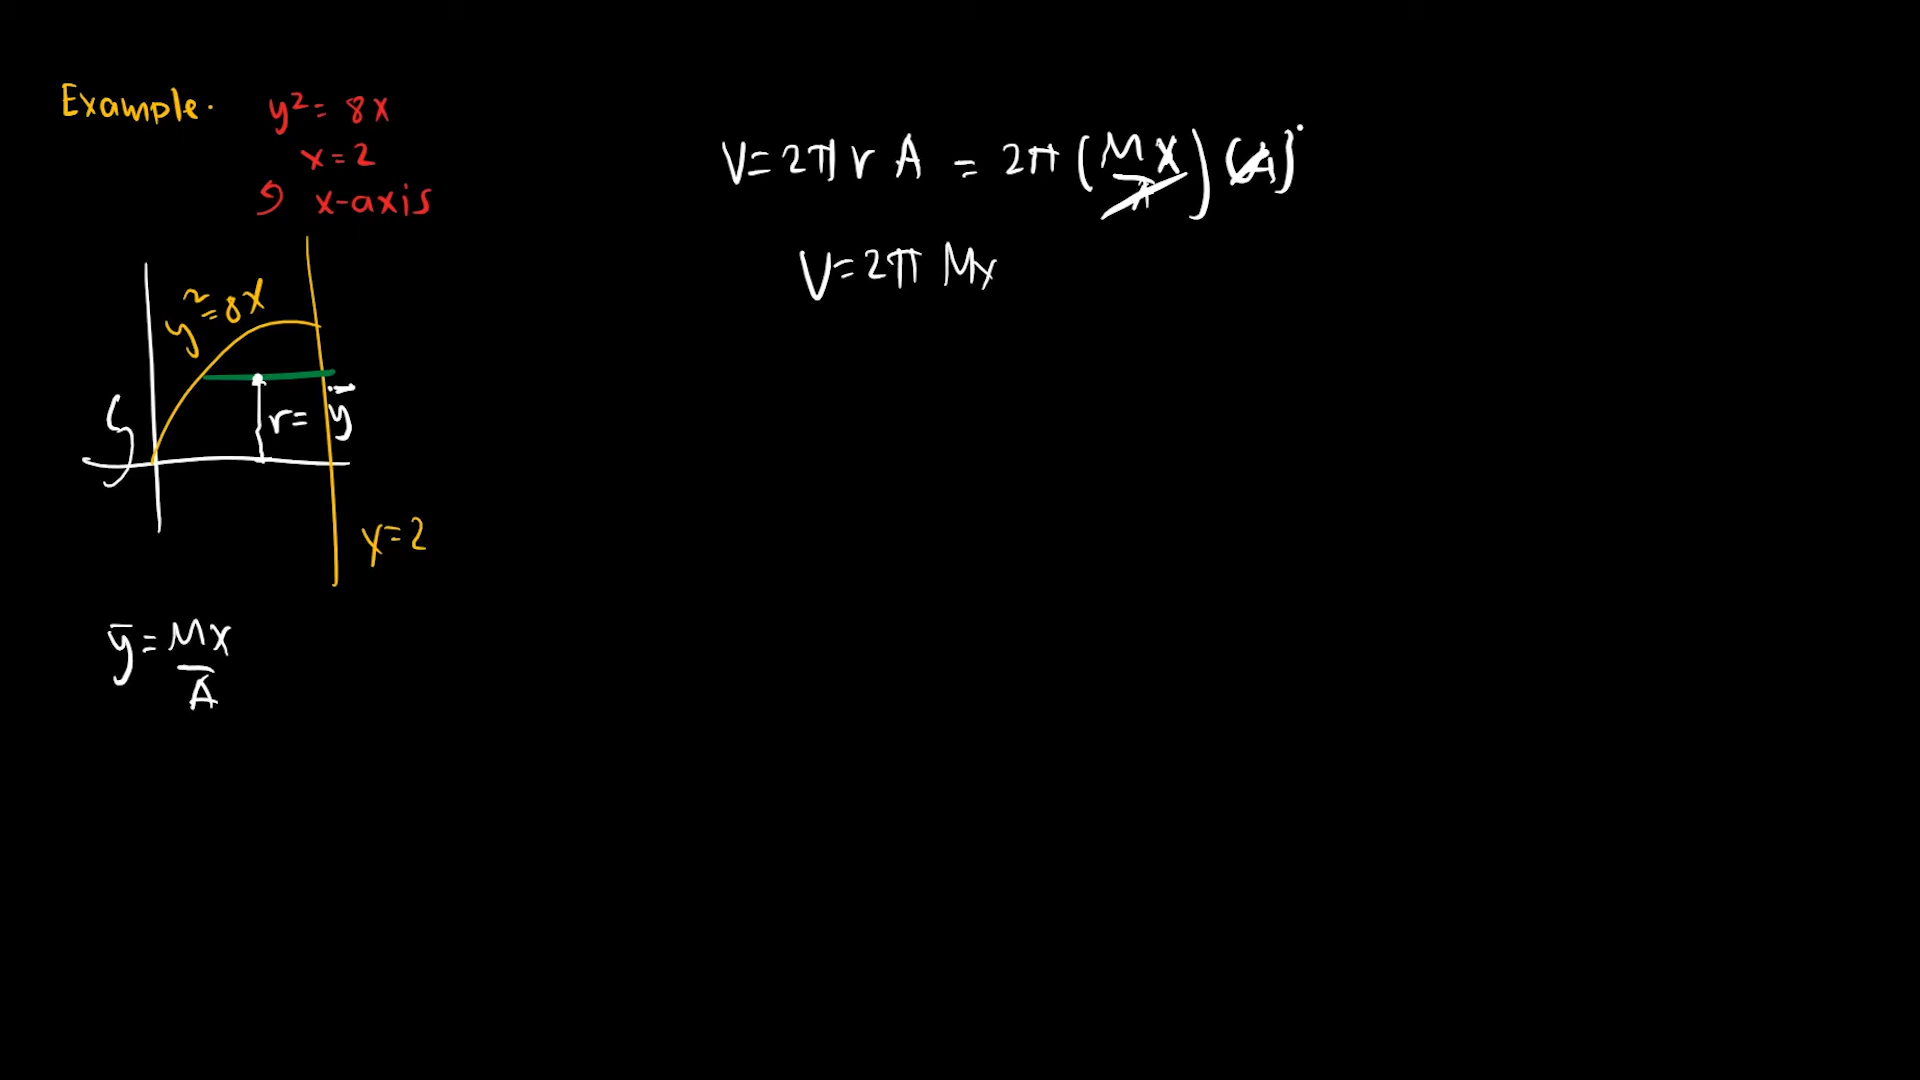 Example. y² = 8x
x = 2
x-axis
y² = 8x
r = ȳ
x = 2
ȳ = Mx
A
V = 2π r A = 2π (Mx / A) (A)
V = 2π Mx